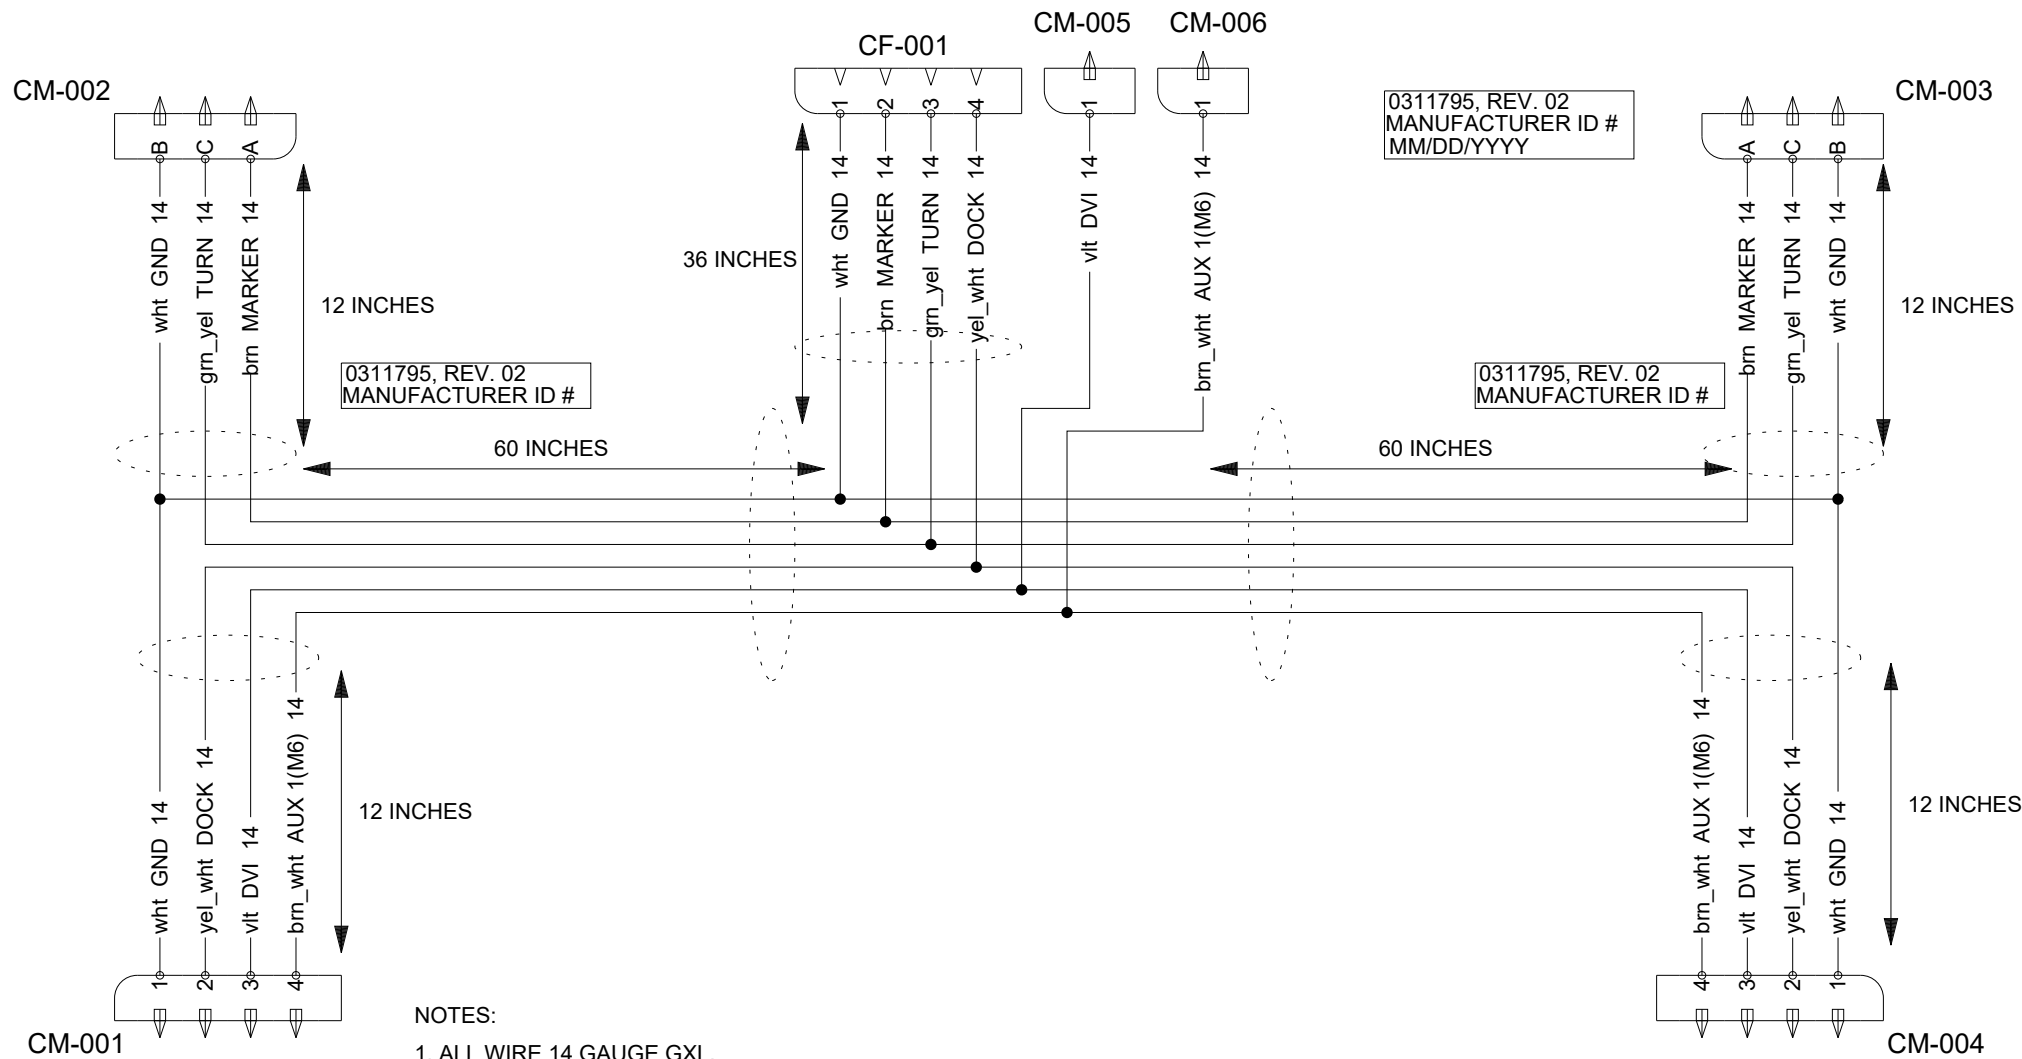 CM-005
CM-006
CF-001
CM-002
CM-003
0311795, REV. 02
MANUFACTURER ID #
MM/DD/YYYY
1
2
3
4
1
1
B
C
A
A
C
B
wht GND 14
grn_yel TURN 14
brn MARKER 14
wht GND 14
brn MARKER 14
grn_yel TURN 14
yel_wht DOCK 14
vlt DVI 14
brn_wht AUX 1(M6) 14
brn MARKER 14
grn_yel TURN 14
wht GND 14
36 INCHES
12 INCHES
12 INCHES
0311795, REV. 02
MANUFACTURER ID #
0311795, REV. 02
MANUFACTURER ID #
60 INCHES
60 INCHES
wht GND 14
yel_wht DOCK 14
vlt DVI 14
brn_wht AUX 1(M6) 14
12 INCHES
brn_wht AUX 1(M6) 14
vlt DVI 14
yel_wht DOCK 14
wht GND 14
12 INCHES
1
2
3
4
4
3
2
1
CM-001
NOTES:
1. ALL WIRE 14 GAUGE GXL.
CM-004